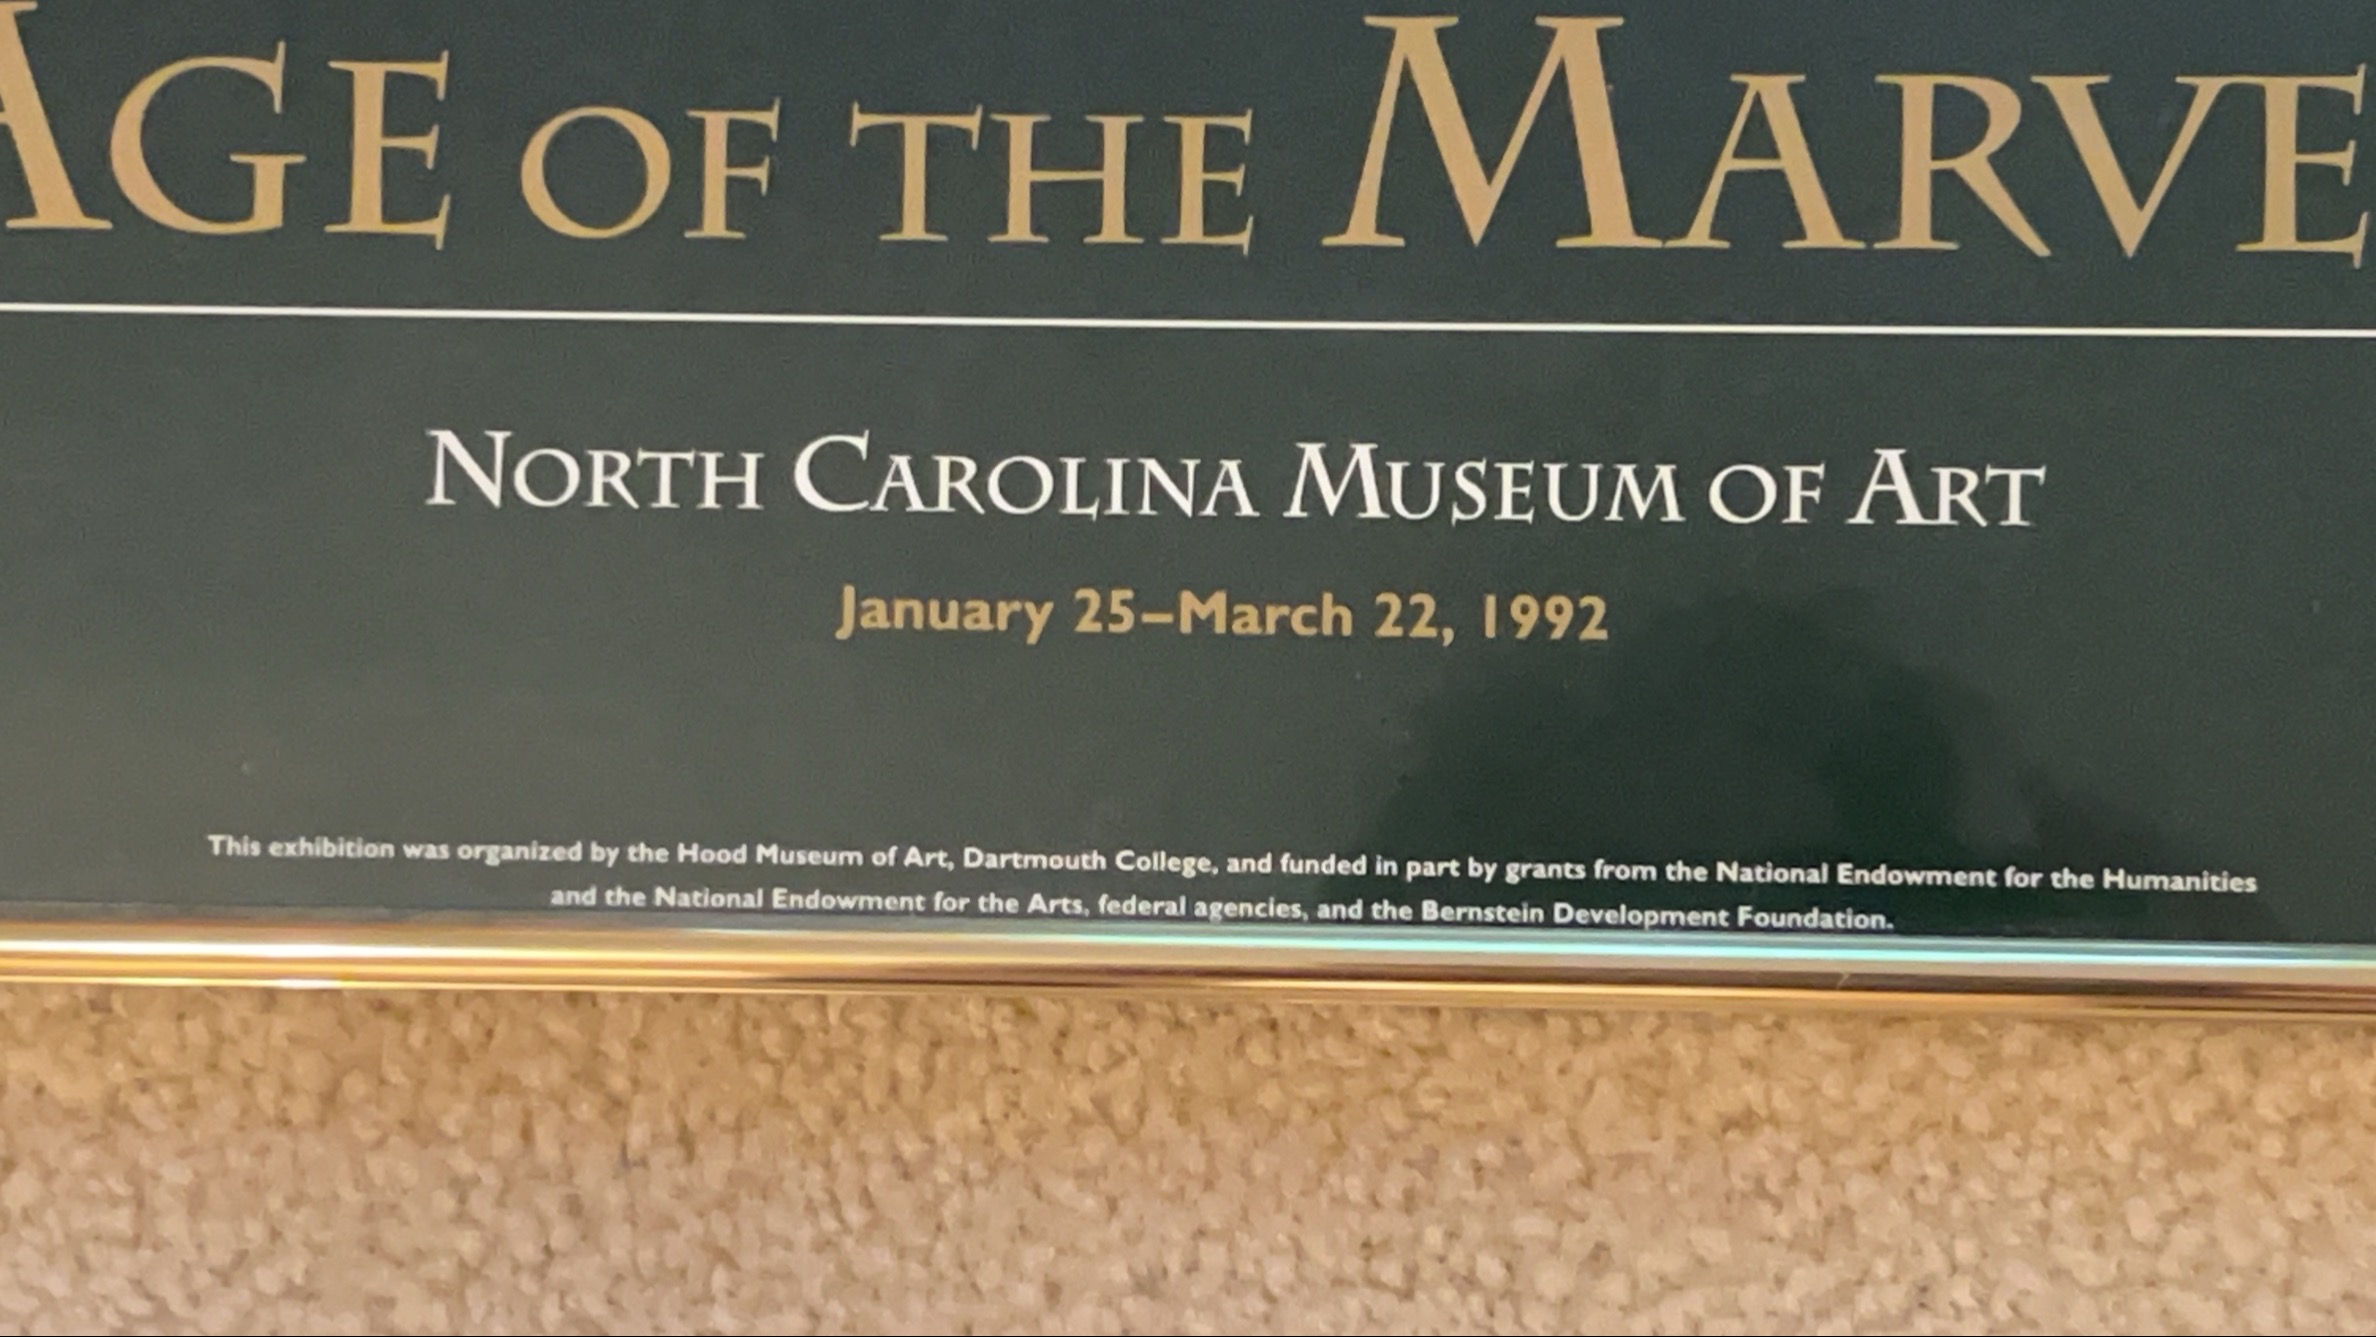 AGE OF THE MARVE
NORTH CAROLINA MUSEUM OF ART
January 25–March 22, 1992
This exhibition was organized by the Hood Museum of Art, Dartmouth College, and funded in part by grants from the National Endowment for the Humanities
and the National Endowment for the Arts, federal agencies, and the Bernstein Development Foundation.